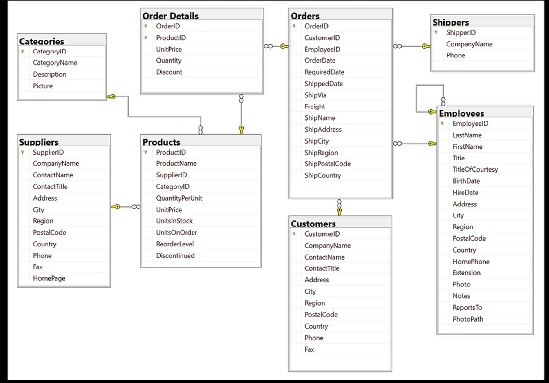 Categories
CategoryID
CategoryName
Description
Picture
Order Details
OrderID
ProductID
UnitPrice
Quantity
Discount
Orders
OrderID
CustomerID
EmployeeID
OrderDate
RequiredDate
ShippedDate
ShipVia
Freight
ShipName
ShipAddress
ShipCity
ShipRegion
ShipPostalCode
ShipCountry
Shippers
ShipperID
CompanyName
Phone
Suppliers
SupplierID
CompanyName
ContactName
ContactTitle
Address
City
Region
PostalCode
Country
Phone
Fax
HomePage
Products
ProductID
ProductName
SupplierID
CategoryID
QuantityPerUnit
UnitPrice
UnitsInStock
UnitsOnOrder
ReorderLevel
Discontinued
Customers
CustomerID
CompanyName
ContactName
ContactTitle
Address
City
Region
PostalCode
Country
Phone
Fax
Employees
EmployeeID
LastName
FirstName
Title
TitleOfCourtesy
BirthDate
HireDate
Address
City
Region
PostalCode
Country
HomePhone
Extension
Photo
Notes
ReportsTo
PhotoPath